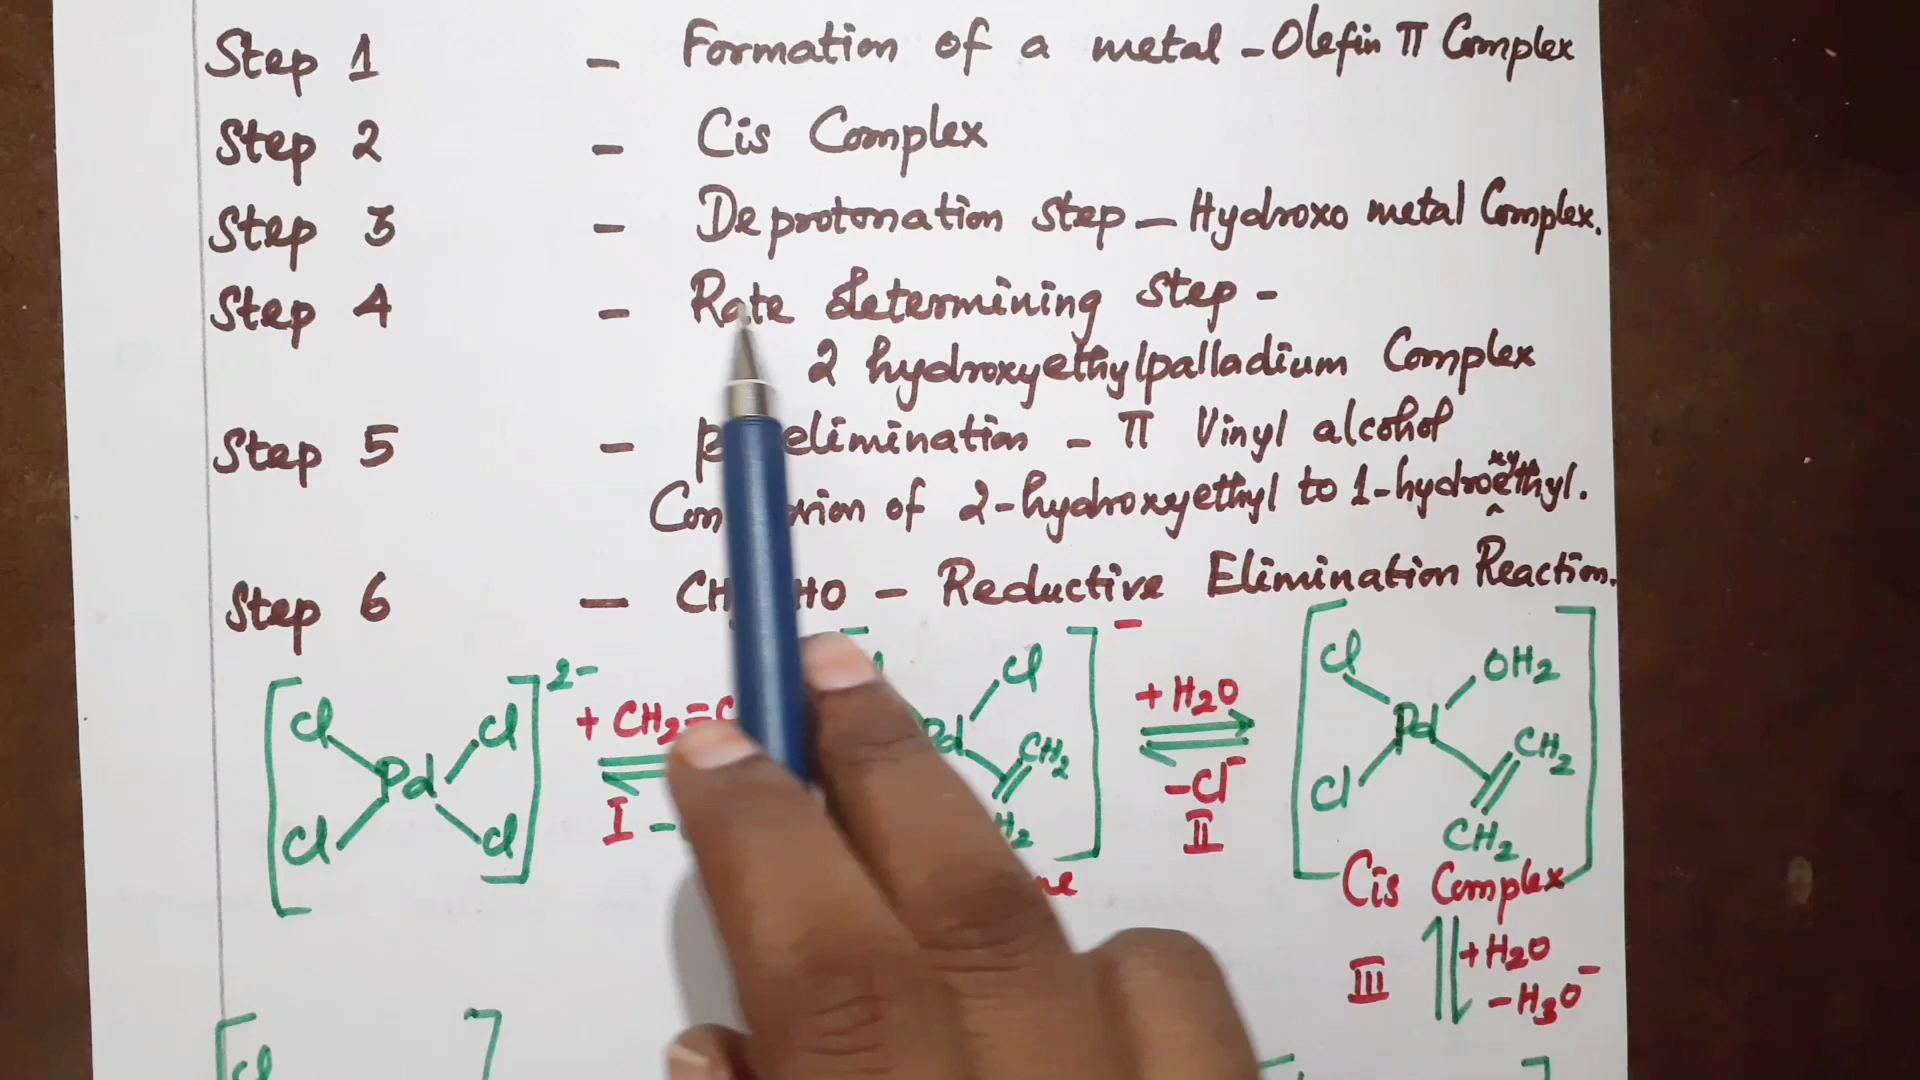 Step 1 - Formation of a metal - Olefin π Complex
Step 2 - Cis Complex
Step 3 - Deprotonation step - Hydroxo metal Complex.
Step 4 - Rate determining step -
2 hydroxyethylpalladium Complex
Step 5 - elimination - π Vinyl alcohol
of 2-hydroxyethyl to 1-hydroxyethyl.
Step 6 - Reductive Elimination Reaction.
[Cl Cl Pd Cl Cl]2-
+ CH2=
I -
Cl Pd CH2 ]-
+ H2O
-Cl-
II
[Cl OH2 Pd Cl CH2 CH2]
Cis Complex
III +H2O
-H3O-
[Cl ]